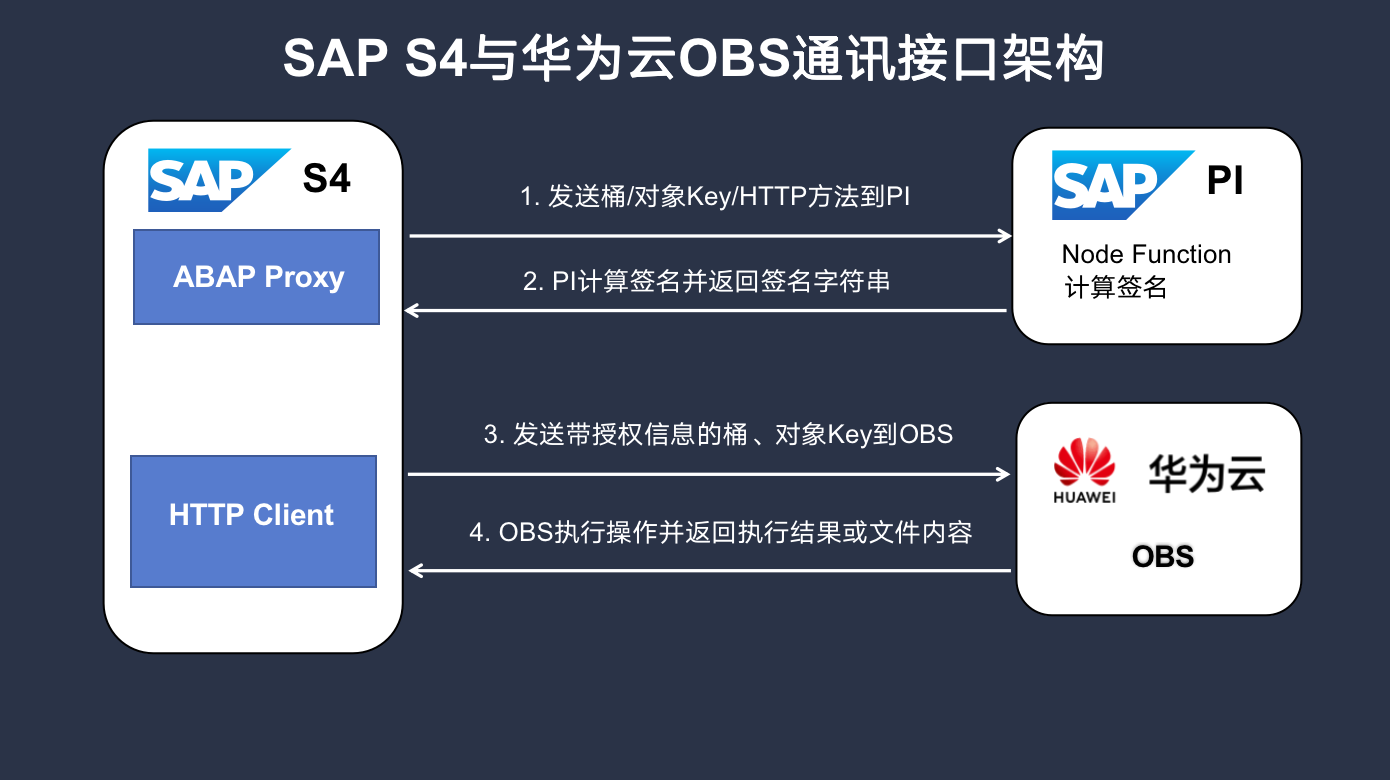 SAP S4与华为云OBS通讯接口架构
SAP S4
ABAP Proxy
HTTP Client
1. 发送桶/对象Key/HTTP方法到PI
2. PI计算签名并返回签名字符串
3. 发送带授权信息的桶、对象Key到OBS
4. OBS执行操作并返回执行结果或文件内容
SAP PI
Node Function
计算签名
HUAWEI 华为云
OBS